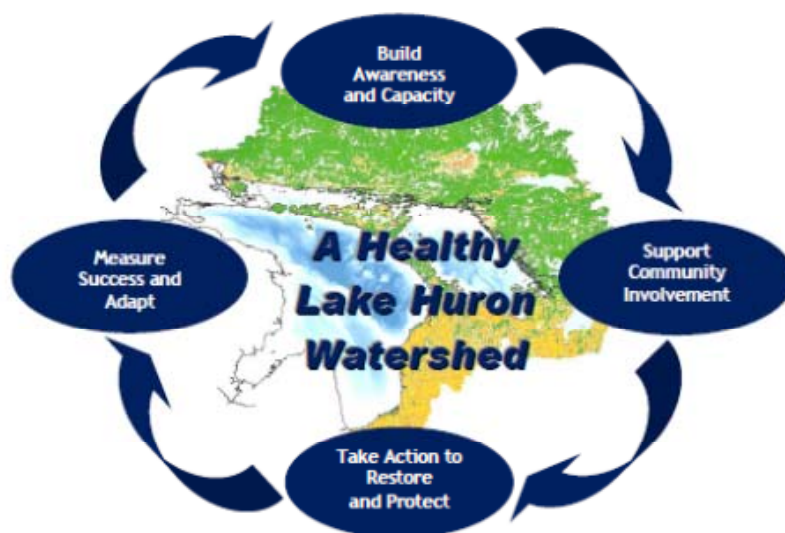 Build
Awareness
and Capacity
Support
Community
Involvement
Take Action to
Restore
and Protect
Measure
Success and
Adapt
A Healthy
Lake Huron
Watershed